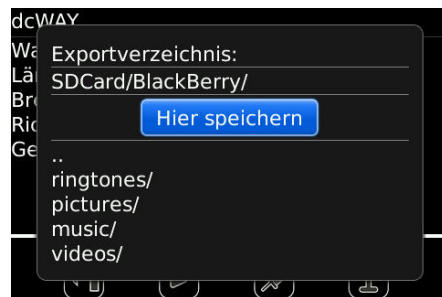 dcWAY
Exportverzeichnis:
SDCard/BlackBerry/
Hier speichern
..
ringtones/
pictures/
music/
videos/